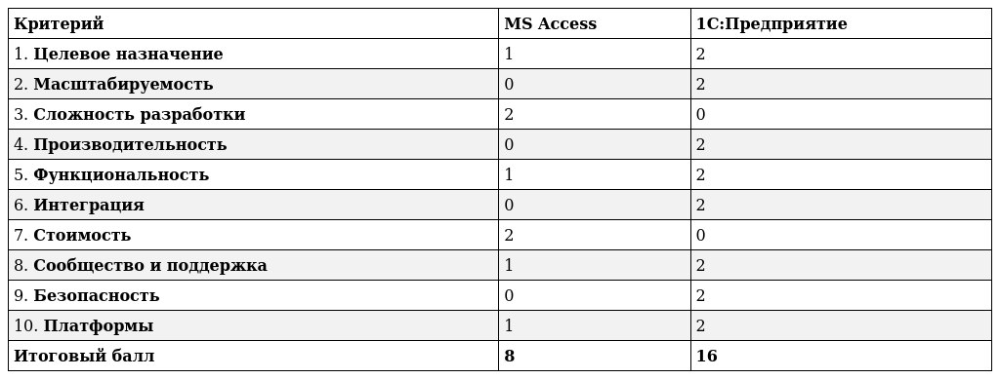 Критерий MS Access 1С:Предприятие
1. Целевое назначение 1 2
2. Масштабируемость 0 2
3. Сложность разработки 2 0
4. Производительность 0 2
5. Функциональность 1 2
6. Интеграция 0 2
7. Стоимость 2 0
8. Сообщество и поддержка 1 2
9. Безопасность 0 2
10. Платформы 1 2
Итоговый балл 8 16